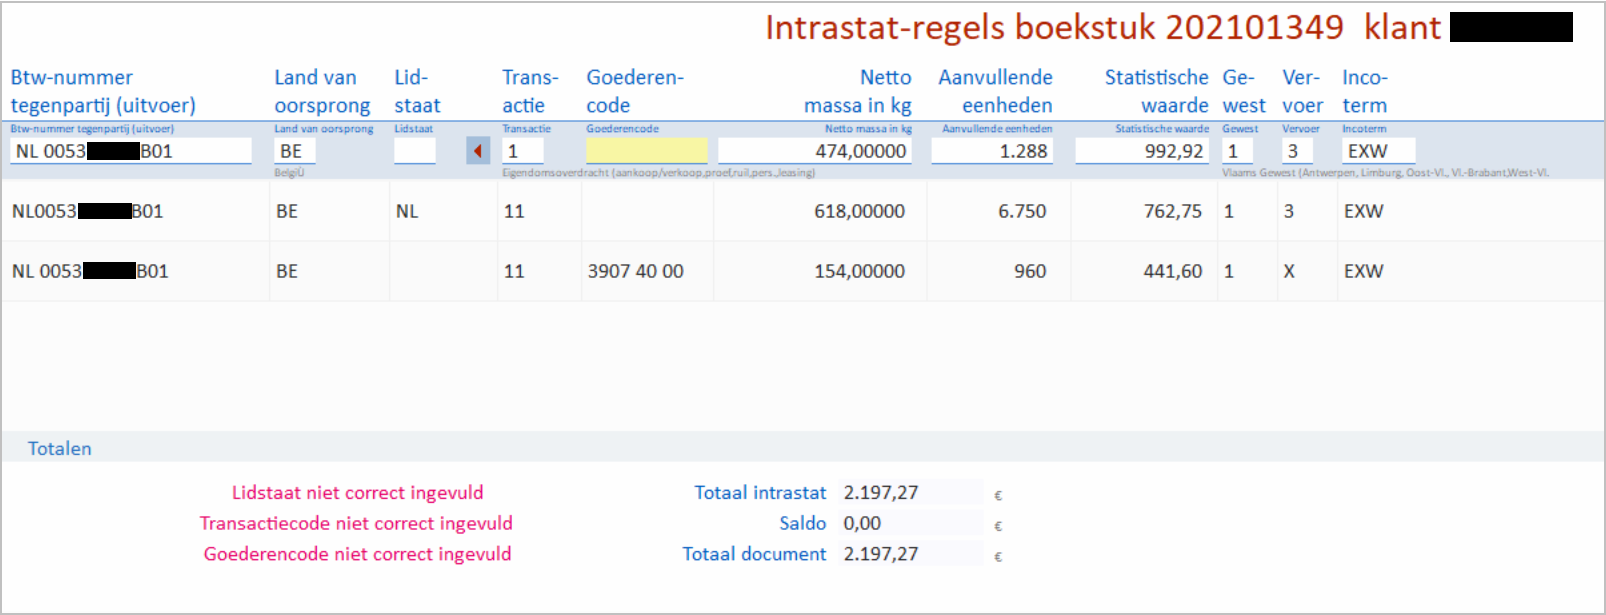 Intrastat-regels boekstuk 202101349 klant
Btw-nummer Land van Lid- Trans- Goederen- Netto Aanvullende Statistische Ge- Ver- Inco-
tegenpartij (uitvoer) oorsprong staat actie code massa in kg eenheden waarde west voer term
Btw-nummer tegenpartij (uitvoer) Land van oorsprong Lidstaat Transactie Goederencode Netto massa in kg Aanvullende eenheden Statistische waarde Gewest Vervoer Incoterm
NL 0053 B01 BE 1 474,00000 1.288 992,92 1 3 EXW
BelgiÙ Eigendomsoverdracht (aankoop/verkoop,proef,ruil,pers.,leasing) Vlaams Gewest (Antwerpen, Limburg, Oost-Vl., Vl.-Brabant,West-Vl.
NL0053 B01 BE NL 11 618,00000 6.750 762,75 1 3 EXW
NL 0053 B01 BE 11 3907 40 00 154,00000 960 441,60 1 X EXW
Totalen
Lidstaat niet correct ingevuld Totaal intrastat 2.197,27 €
Transactiecode niet correct ingevuld Saldo 0,00 €
Goederencode niet correct ingevuld Totaal document 2.197,27 €